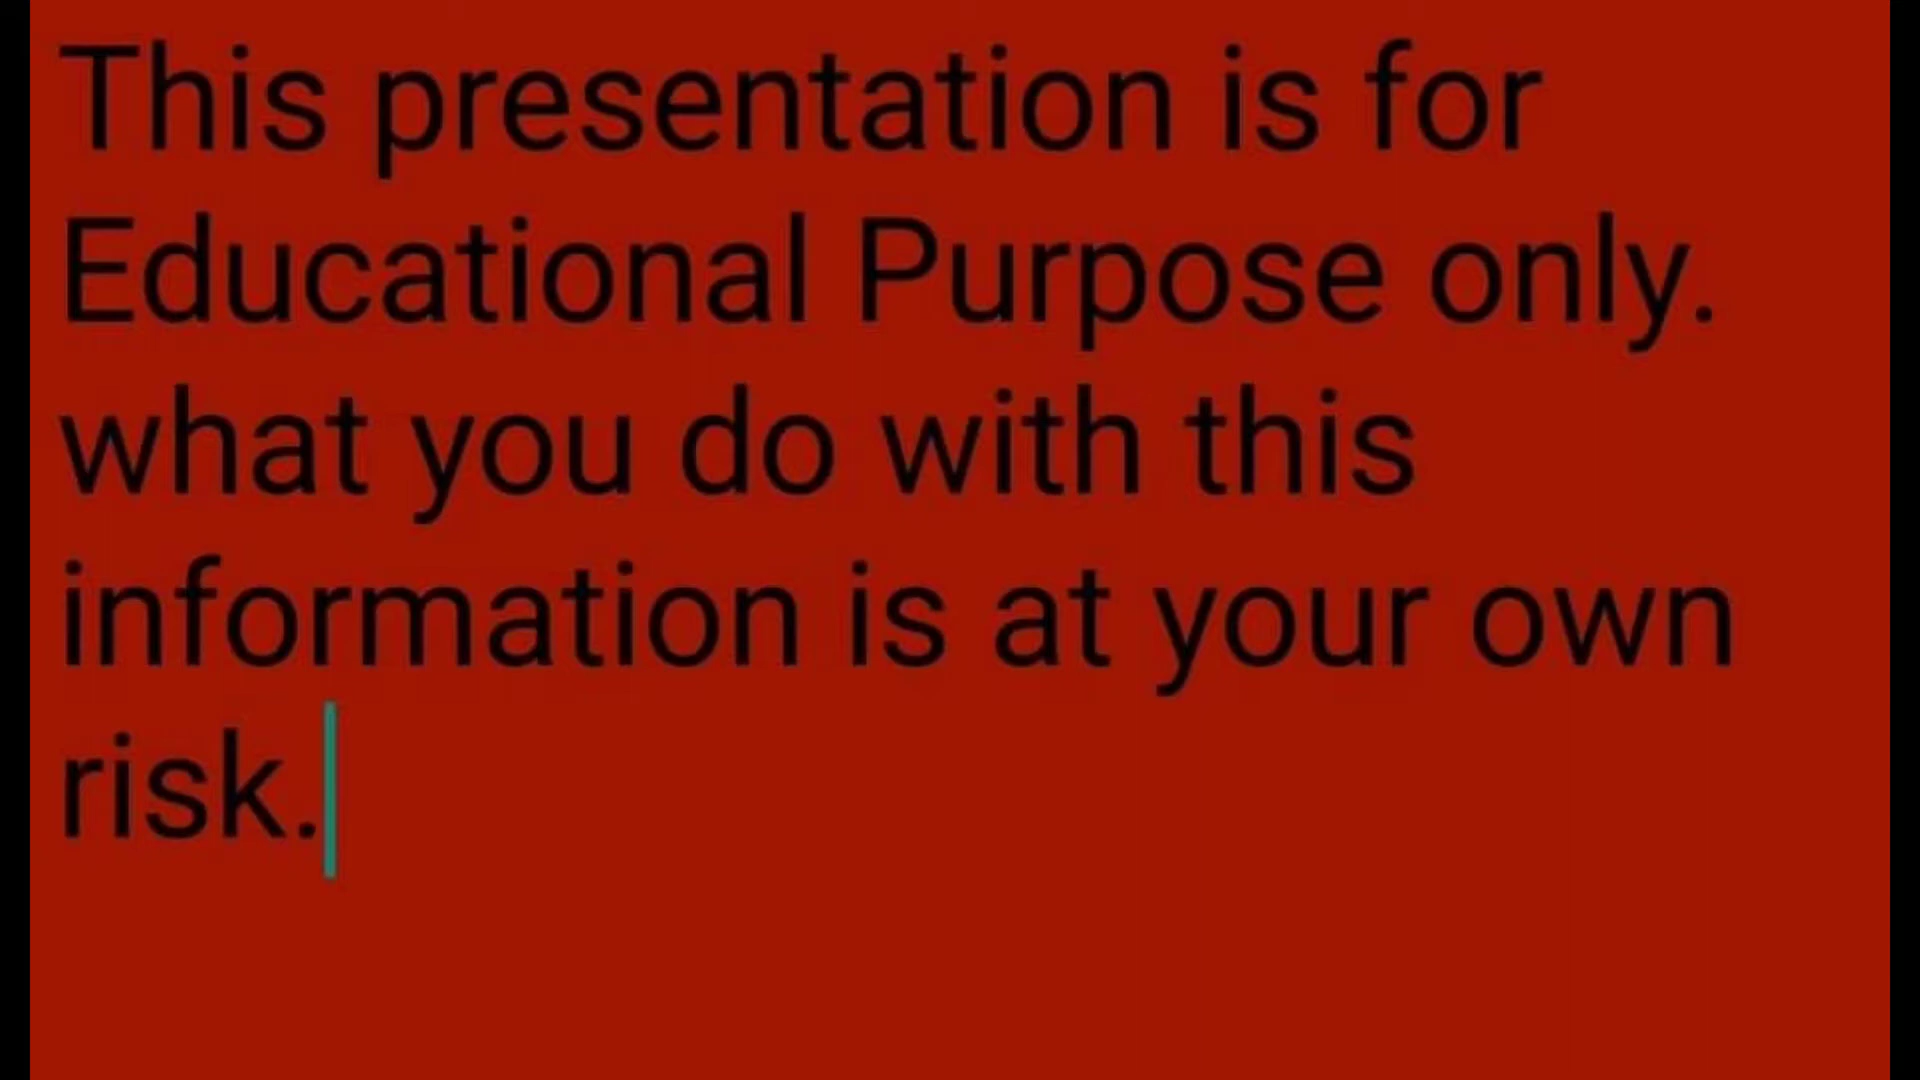 This presentation is for
Educational Purpose only.
what you do with this
information is at your own
risk.